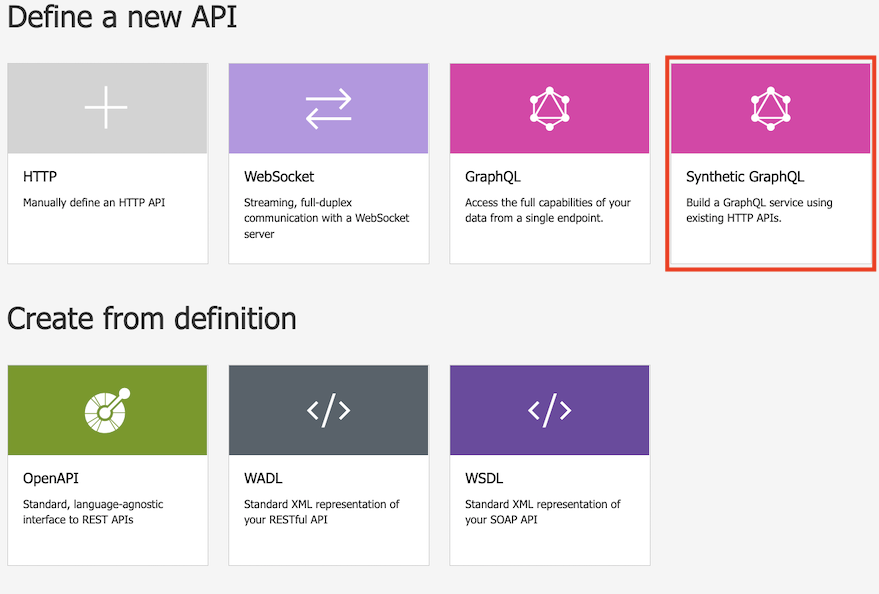 Define a new API
HTTP
Manually define an HTTP API
WebSocket
Streaming, full-duplex
communication with a WebSocket
server
GraphQL
Access the full capabilities of your
data from a single endpoint.
Synthetic GraphQL
Build a GraphQL service using
existing HTTP APIs.
Create from definition
OpenAPI
Standard, language-agnostic
interface to REST APIs
WADL
Standard XML representation of
your RESTful API
WSDL
Standard XML representation of
your SOAP API